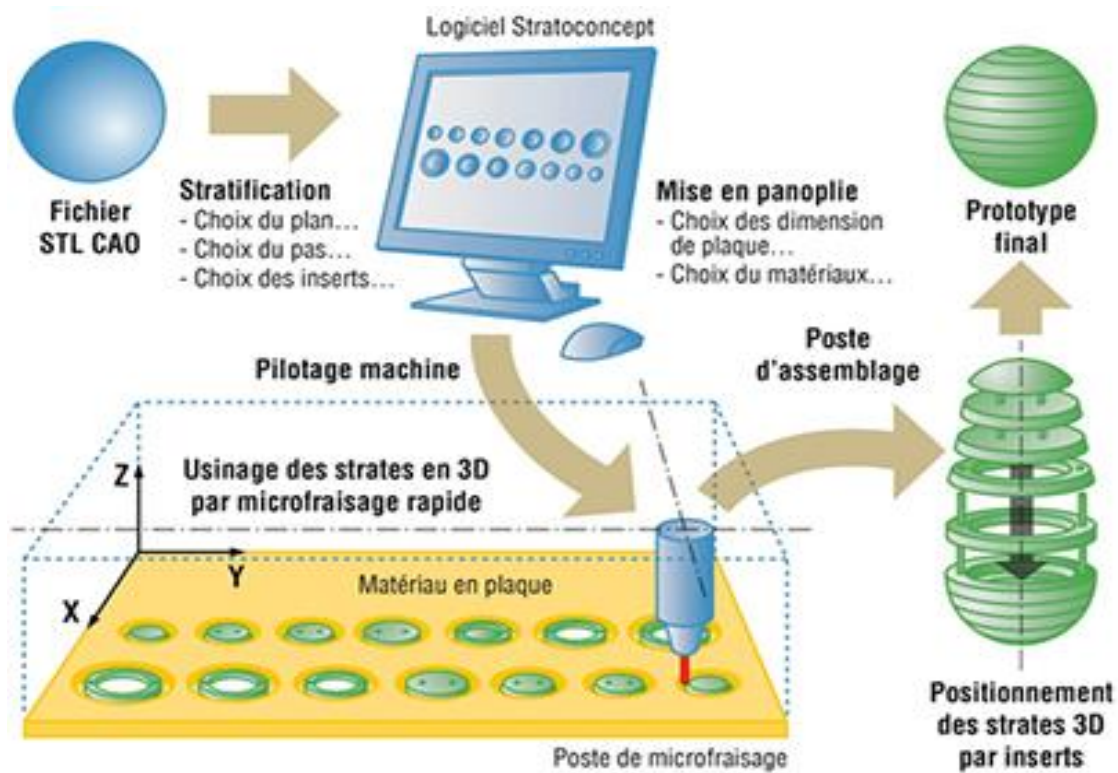 Logiciel Stratoconcept
Fichier
STL CAO
Stratification
- Choix du plan...
- Choix du pas...
- Choix des inserts...
Mise en panoplie
- Choix des dimension
de plaque...
- Choix du matériaux...
Prototype
final
Pilotage machine
Poste
d'assemblage
Usinage des strates en 3D
par microfraisage rapide
Z
Y
X
Matériau en plaque
Poste de microfraisage
Positionnement
des strates 3D
par inserts